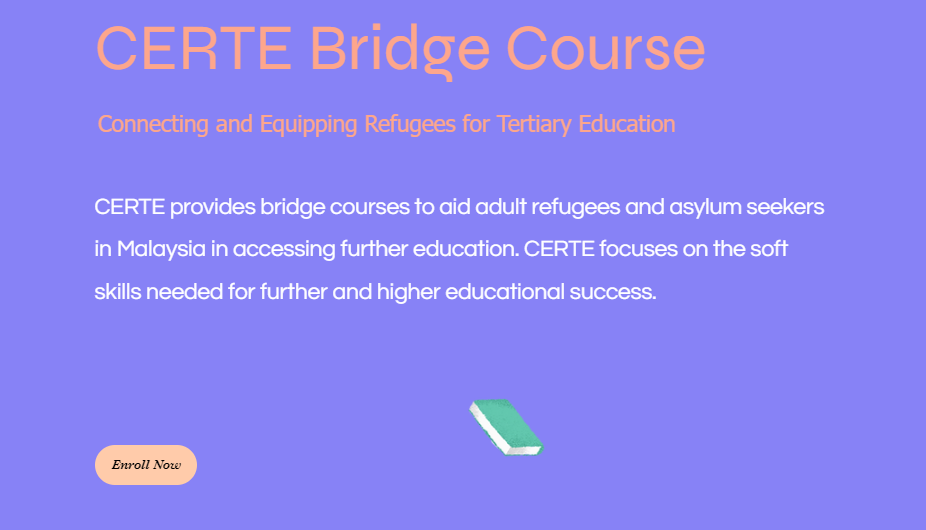 CERTE Bridge Course
Connecting and Equipping Refugees for Tertiary Education
CERTE provides bridge courses to aid adult refugees and asylum seekers
in Malaysia in accessing further education. CERTE focuses on the soft
skills needed for further and higher educational success.
Enroll Now